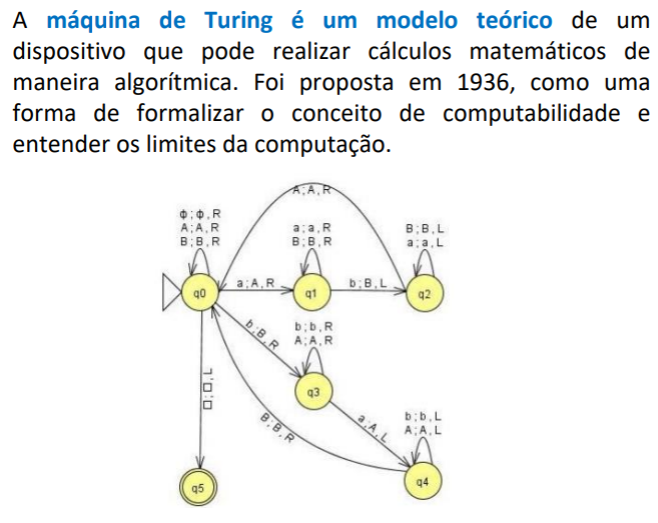 A máquina de Turing é um modelo teórico de um
dispositivo que pode realizar cálculos matemáticos de
maneira algorítmica. Foi proposta em 1936, como uma
forma de formalizar o conceito de computabilidade e
entender os limites da computação.
A;A,R
ϕ;ϕ,R
A;A,R
B;B,R
a;a,R
B;B,R
B;B,L
a;a,L
q0
a;A,R
q1
b;B,L
q2
b;B,R
b;b,R
A;A,R
q3
□;□,L
B;B,R
a;A,L
b;b,L
A;A,L
q5
q4